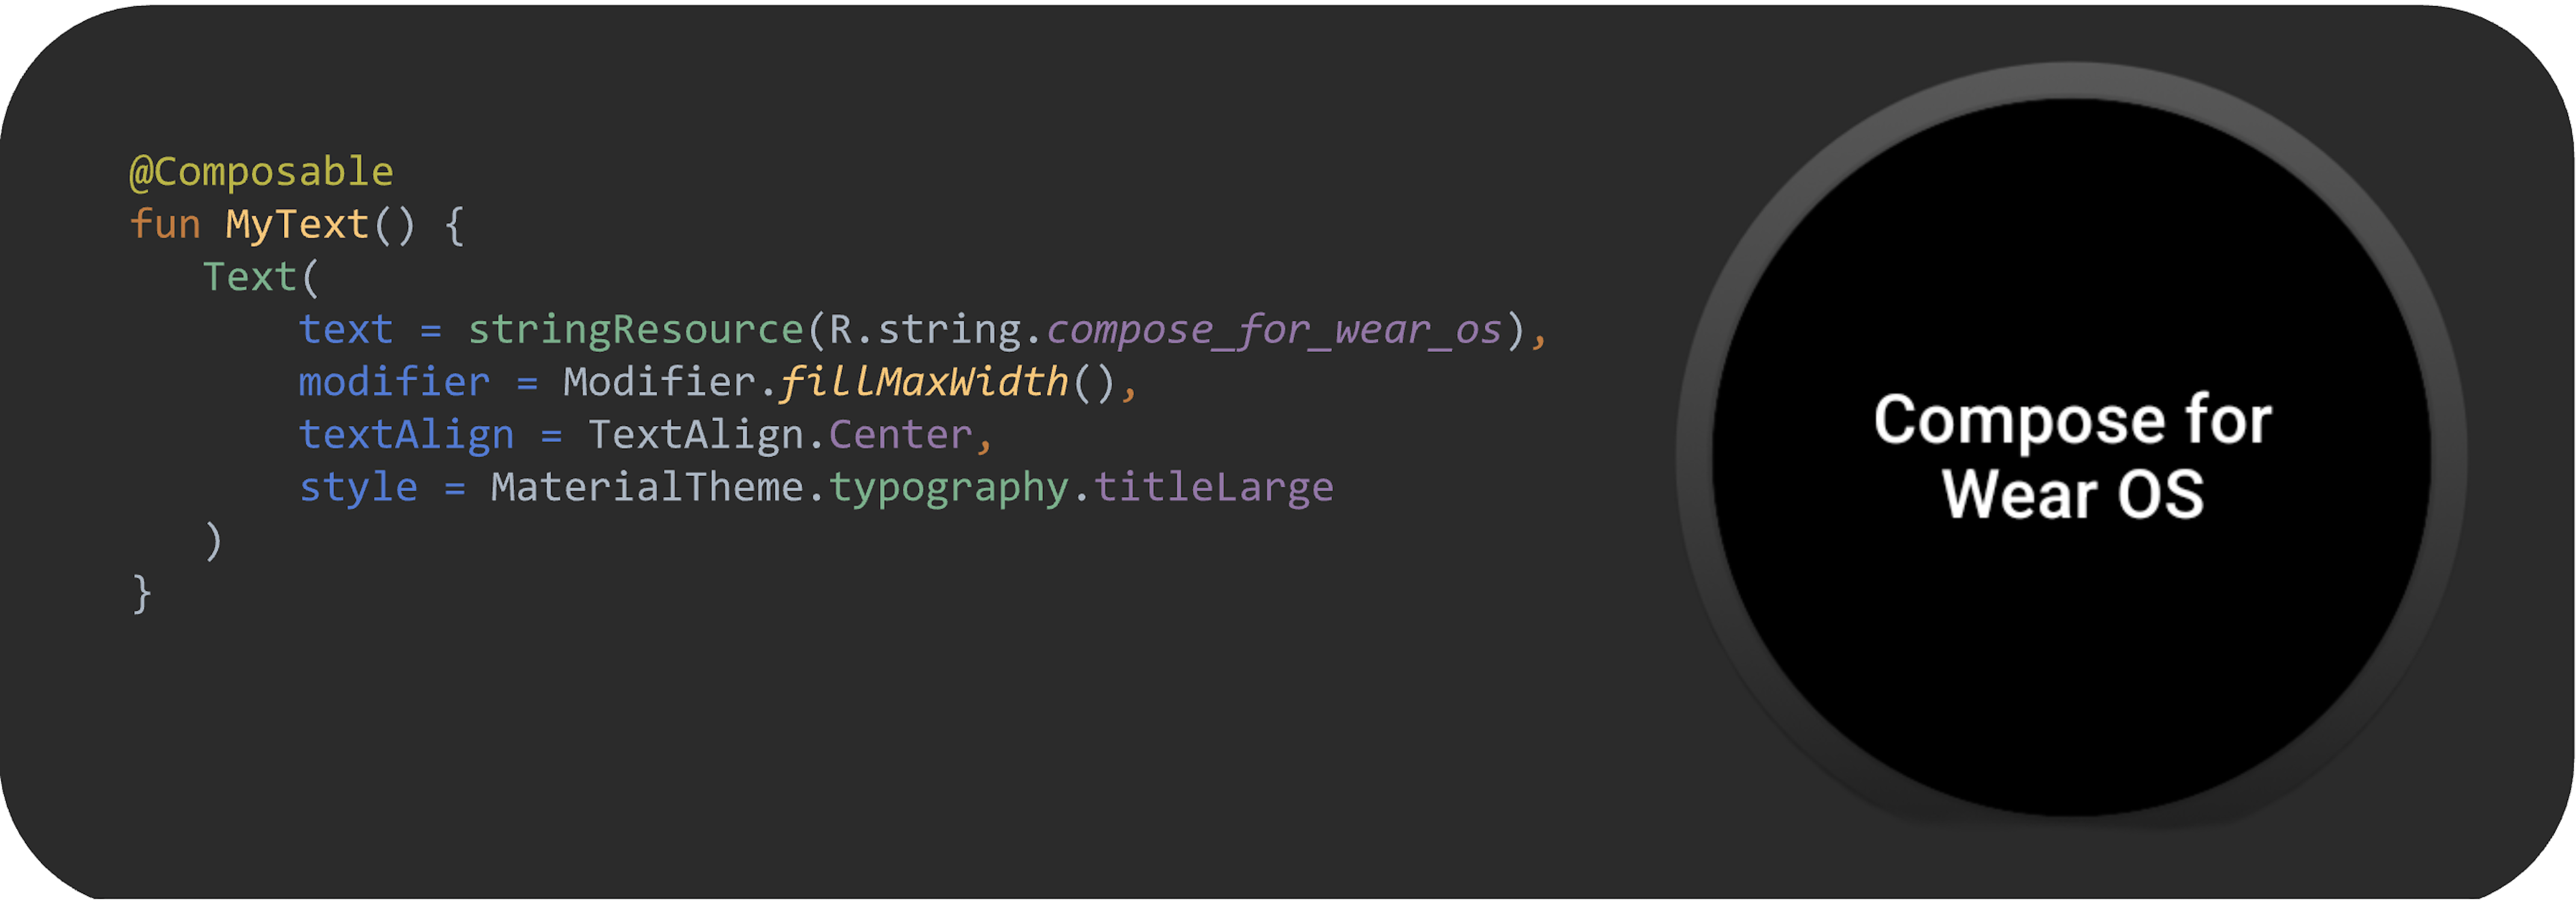 @Composable
fun MyText() {
   Text(
       text = stringResource(R.string.compose_for_wear_os),
       modifier = Modifier.fillMaxWidth(),
       textAlign = TextAlign.Center,
       style = MaterialTheme.typography.titleLarge
   )
}
Compose for
Wear OS